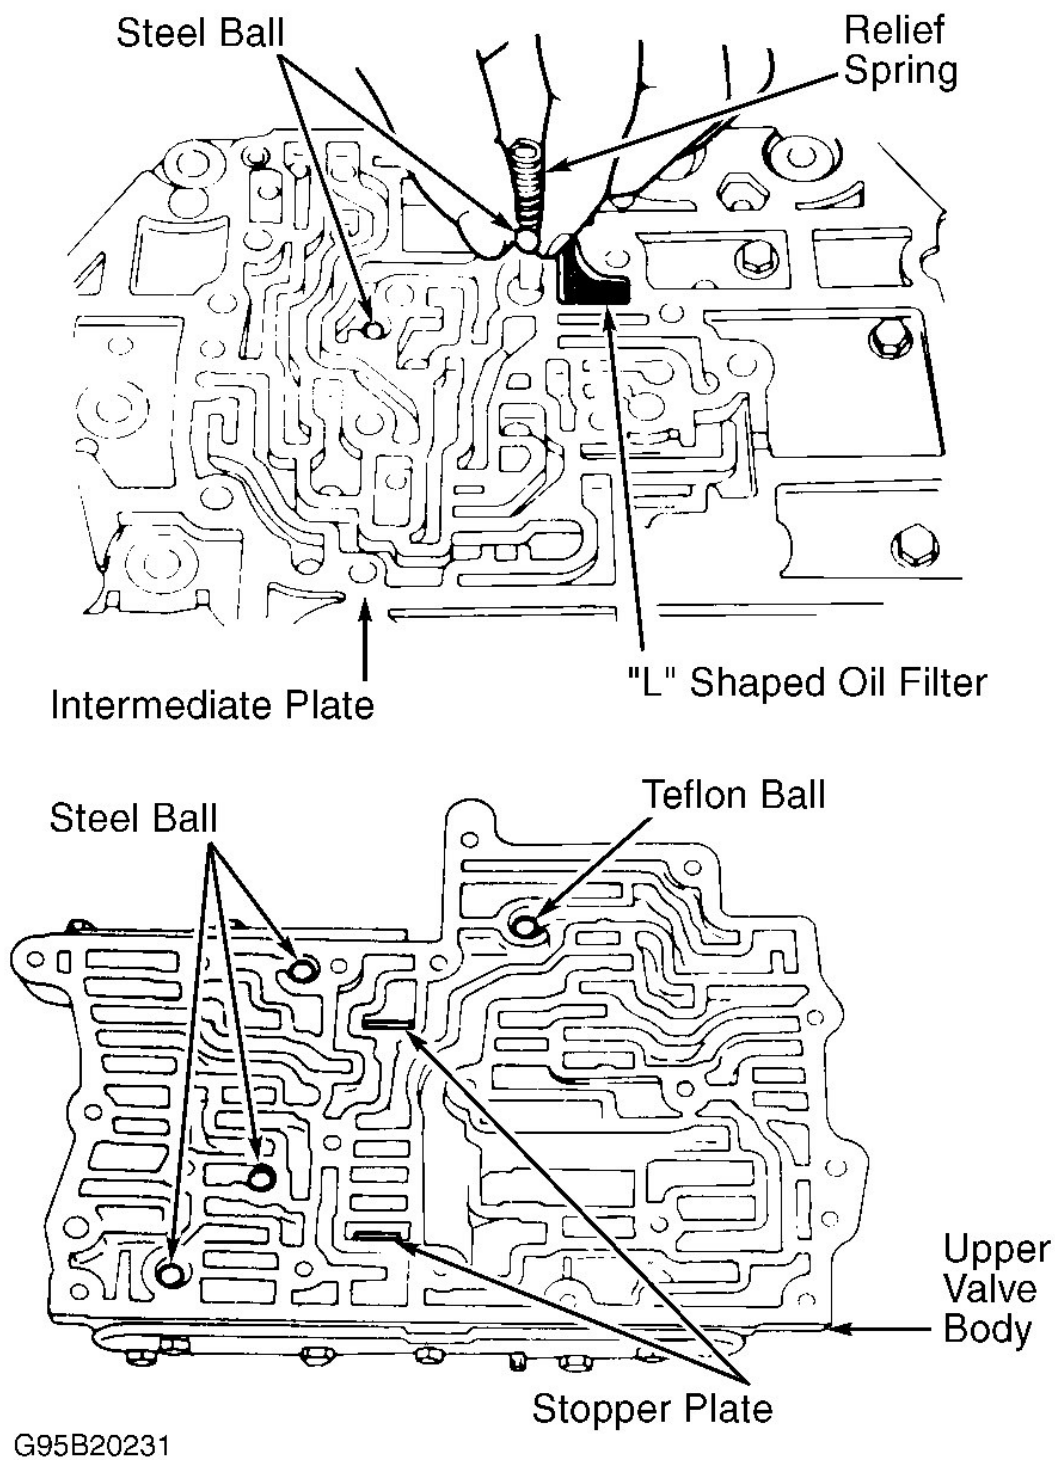 Steel Ball
Relief
Spring
Intermediate Plate
"L" Shaped Oil Filter
Steel Ball
Teflon Ball
Upper
Valve
Body
Stopper Plate
G95B20231